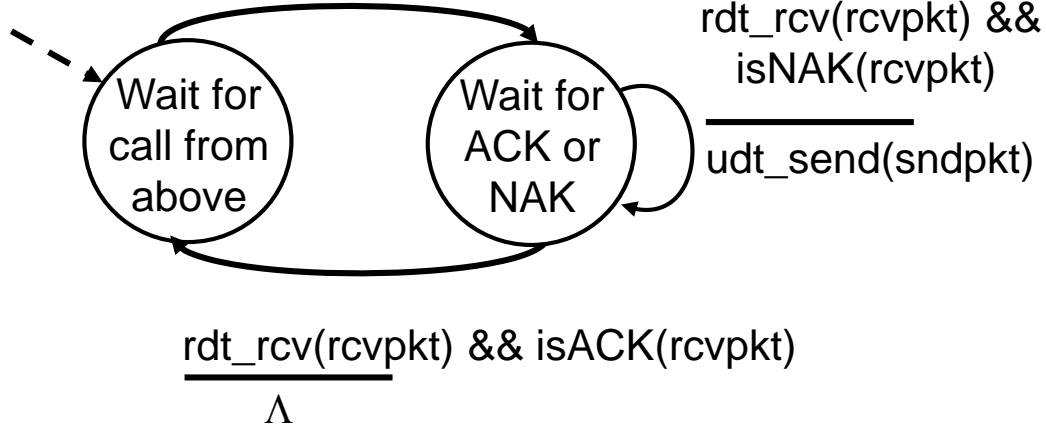 rdt_rcv(rcvpkt) &&
isNAK(rcvpkt)
udt_send(sndpkt)
Wait for
call from
above
Wait for
ACK or
NAK
rdt_rcv(rcvpkt) && isACK(rcvpkt)
Λ